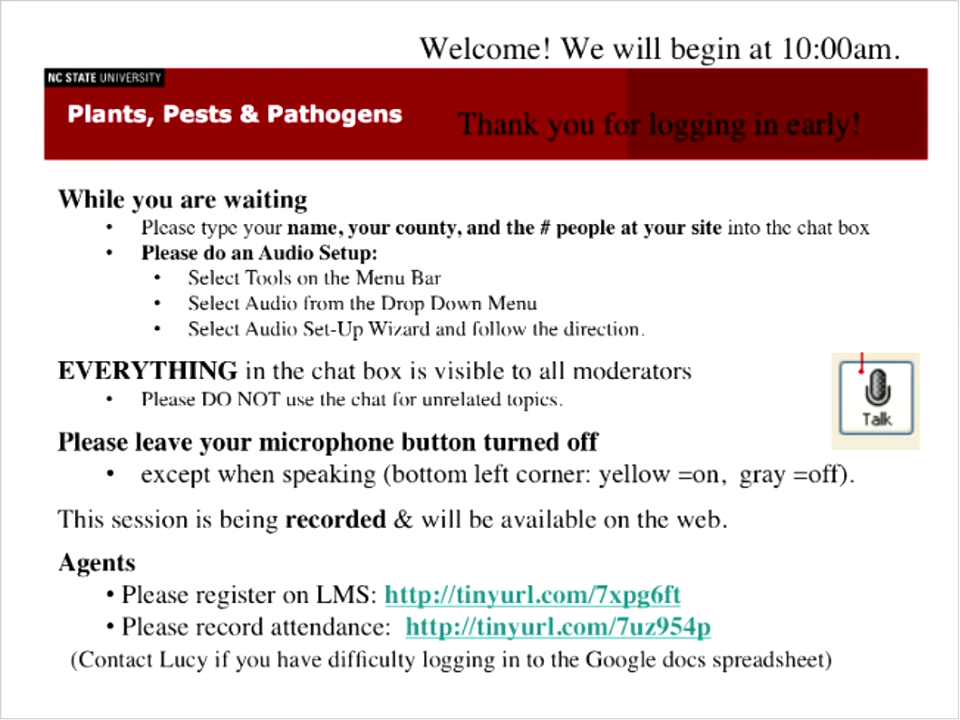 Welcome! We will begin at 10:00am.
NC STATE UNIVERSITY
Plants, Pests & Pathogens
Thank you for logging in early!
While you are waiting
• Please type your name, your county, and the # people at your site into the chat box
• Please do an Audio Setup:
• Select Tools on the Menu Bar
• Select Audio from the Drop Down Menu
• Select Audio Set-Up Wizard and follow the direction.
EVERYTHING in the chat box is visible to all moderators
• Please DO NOT use the chat for unrelated topics.
Talk
Please leave your microphone button turned off
• except when speaking (bottom left corner: yellow =on, gray =off).
This session is being recorded & will be available on the web.
Agents
• Please register on LMS: http://tinyurl.com/7xpg6ft
• Please record attendance: http://tinyurl.com/7uz954p
(Contact Lucy if you have difficulty logging in to the Google docs spreadsheet)